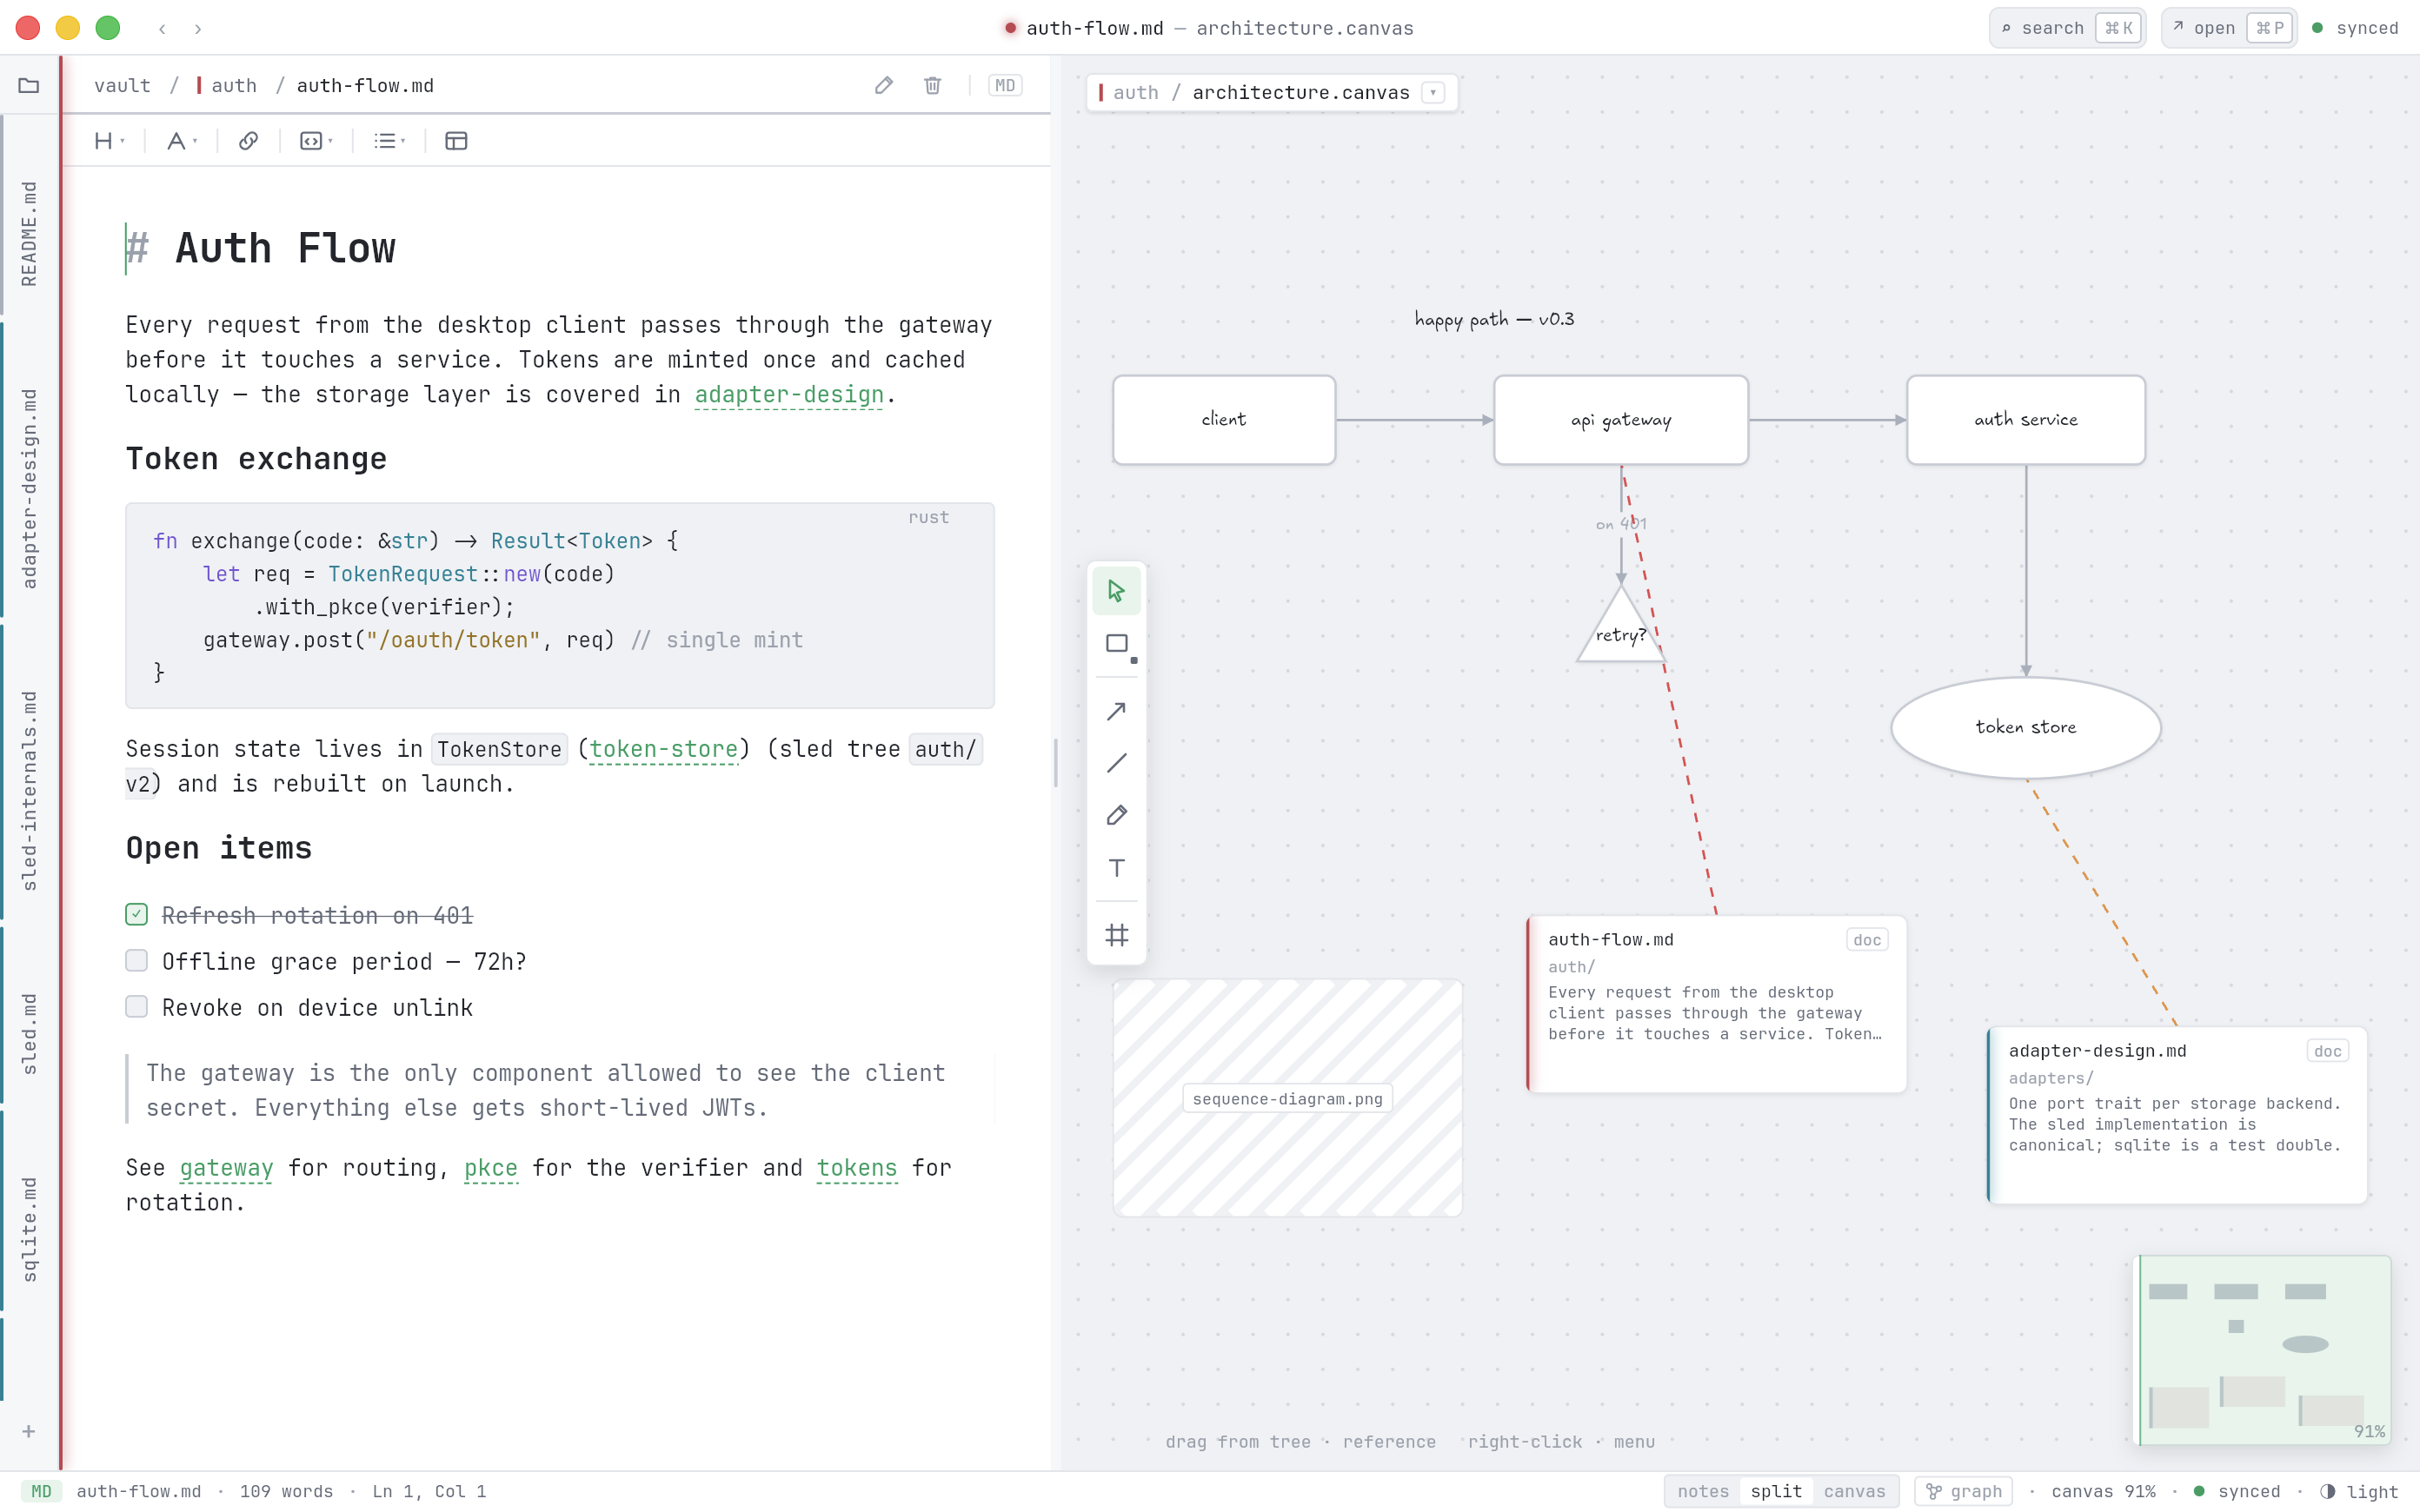 auth-flow.md — architecture.canvas
search ⌘K
open ⌘P
synced
vault / auth / auth-flow.md
MD
auth / architecture.canvas
README.md
adapter-design.md
sled-internals.md
sled.md
sqlite.md
# Auth Flow
Every request from the desktop client passes through the gateway
before it touches a service. Tokens are minted once and cached
locally — the storage layer is covered in adapter-design.
Token exchange
rust
fn exchange(code: &str) -> Result<Token> {
    let req = TokenRequest::new(code)
        .with_pkce(verifier);
    gateway.post("/oauth/token", req) // single mint
}
Session state lives in TokenStore (token-store) (sled tree auth/
v2) and is rebuilt on launch.
Open items
Refresh rotation on 401
Offline grace period — 72h?
Revoke on device unlink
The gateway is the only component allowed to see the client
secret. Everything else gets short-lived JWTs.
See gateway for routing, pkce for the verifier and tokens for
rotation.
happy path — v0.3
client
api gateway
auth service
on 401
retry?
token store
auth-flow.md doc
auth/
Every request from the desktop
client passes through the gateway
before it touches a service. Token…
sequence-diagram.png
adapter-design.md doc
adapters/
One port trait per storage backend.
The sled implementation is
canonical; sqlite is a test double.
91%
drag from tree · reference right-click · menu
MD auth-flow.md · 109 words · Ln 1, Col 1
notes split canvas graph · canvas 91% · synced · light